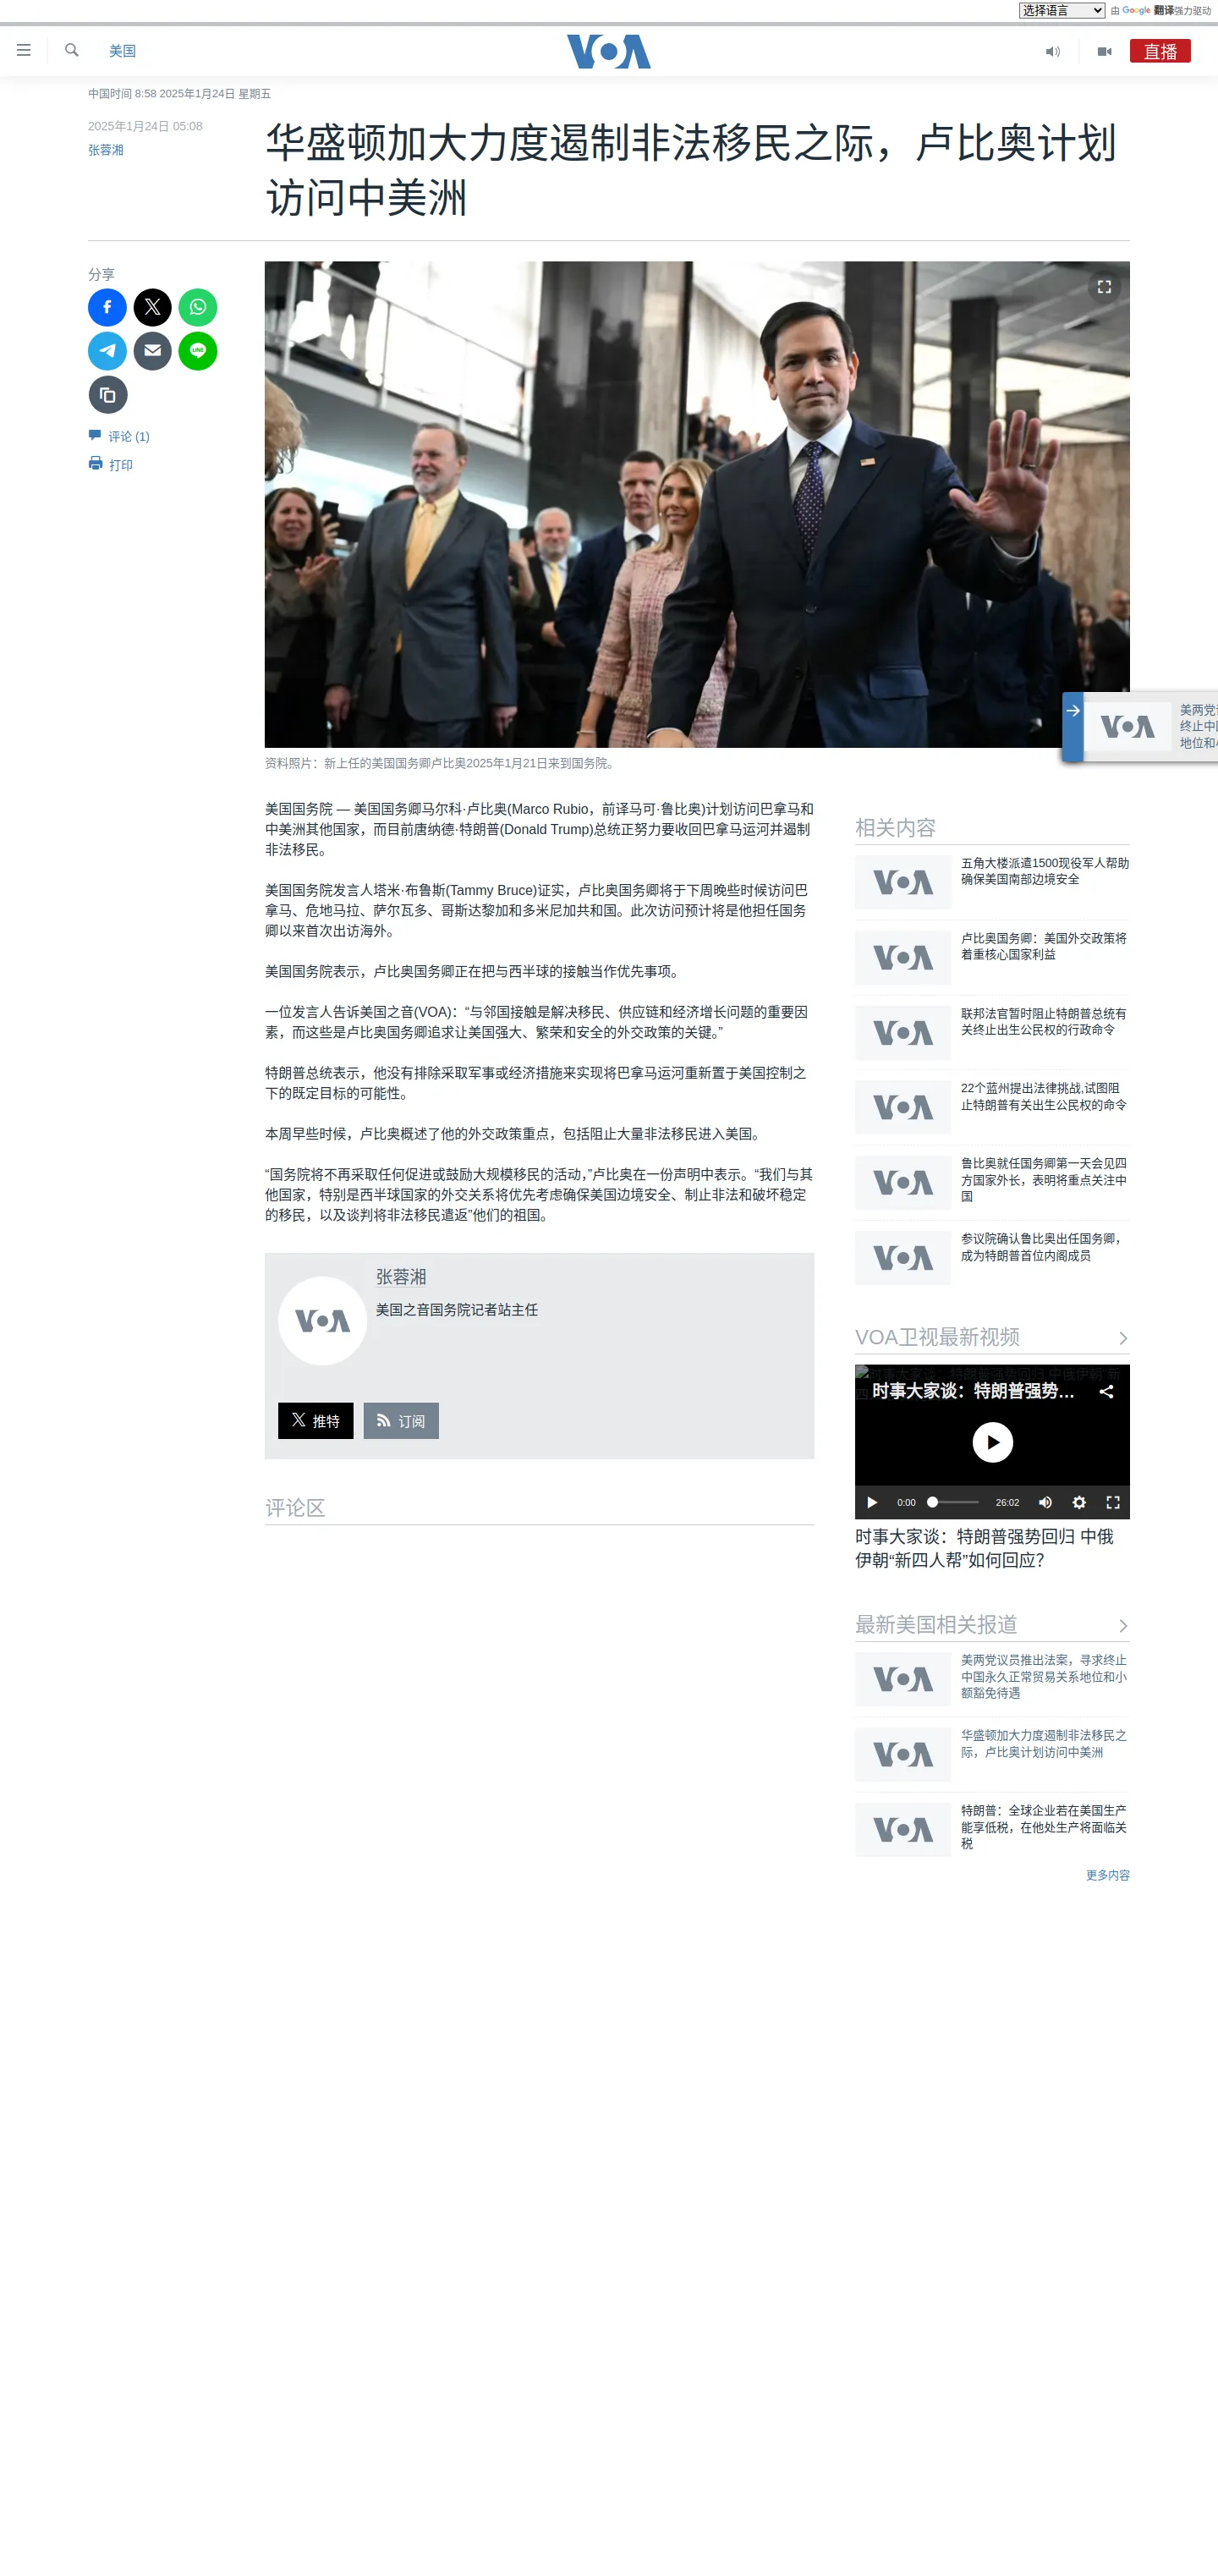 选择语言
由 Google 翻译强力驱动
美国
VOA
直播
中国时间 8:58 2025年1月24日 星期五
2025年1月24日 05:08
张蓉湘
华盛顿加大力度遏制非法移民之际，卢比奥计划
访问中美洲
分享
LINE
评论 (1)
打印
资料照片：新上任的美国国务卿卢比奥2025年1月21日来到国务院。
VOA
美国国务院 — 美国国务卿马尔科·卢比奥(Marco Rubio，前译马可·鲁比奥)计划访问巴拿马和
中美洲其他国家，而目前唐纳德·特朗普(Donald Trump)总统正努力要收回巴拿马运河并遏制
非法移民。
美国国务院发言人塔米·布鲁斯(Tammy Bruce)证实，卢比奥国务卿将于下周晚些时候访问巴
拿马、危地马拉、萨尔瓦多、哥斯达黎加和多米尼加共和国。此次访问预计将是他担任国务
卿以来首次出访海外。
美国国务院表示，卢比奥国务卿正在把与西半球的接触当作优先事项。
一位发言人告诉美国之音(VOA)：“与邻国接触是解决移民、供应链和经济增长问题的重要因
素，而这些是卢比奥国务卿追求让美国强大、繁荣和安全的外交政策的关键。”
特朗普总统表示，他没有排除采取军事或经济措施来实现将巴拿马运河重新置于美国控制之
下的既定目标的可能性。
本周早些时候，卢比奥概述了他的外交政策重点，包括阻止大量非法移民进入美国。
“国务院将不再采取任何促进或鼓励大规模移民的活动，”卢比奥在一份声明中表示。“我们与其
他国家，特别是西半球国家的外交关系将优先考虑确保美国边境安全、制止非法和破坏稳定
的移民，以及谈判将非法移民遣返”他们的祖国。
VOA
张蓉湘
美国之音国务院记者站主任
推特
订阅
评论区
美两党
终止中
地位和小
相关内容
VOA
五角大楼派遣1500现役军人帮助
确保美国南部边境安全
VOA
卢比奥国务卿：美国外交政策将
着重核心国家利益
VOA
联邦法官暂时阻止特朗普总统有
关终止出生公民权的行政命令
VOA
22个蓝州提出法律挑战,试图阻
止特朗普有关出生公民权的命令
VOA
鲁比奥就任国务卿第一天会见四
方国家外长，表明将重点关注中
国
VOA
参议院确认鲁比奥出任国务卿，
成为特朗普首位内阁成员
VOA卫视最新视频
时事大家谈：特朗普强势回归 中俄伊朝“新
四
时事大家谈：特朗普强势…
0:00
26:02
时事大家谈：特朗普强势回归 中俄
伊朝“新四人帮”如何回应？
最新美国相关报道
VOA
美两党议员推出法案，寻求终止
中国永久正常贸易关系地位和小
额豁免待遇
VOA
华盛顿加大力度遏制非法移民之
际，卢比奥计划访问中美洲
VOA
特朗普：全球企业若在美国生产
能享低税，在他处生产将面临关
税
更多内容